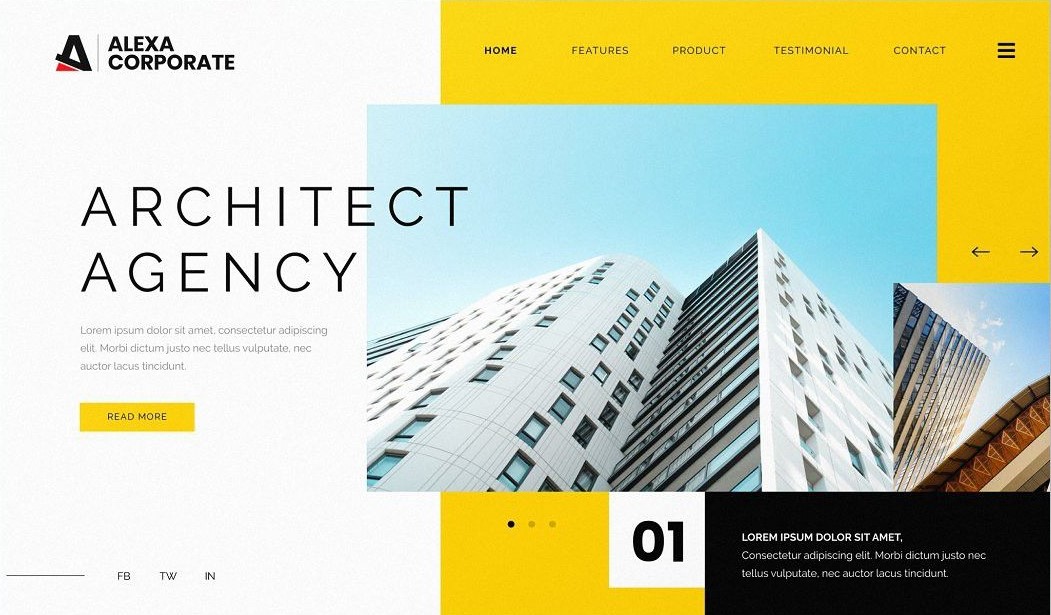 ALEXA
CORPORATE
HOME FEATURES PRODUCT TESTIMONIAL CONTACT
ARCHITECT
AGENCY
Lorem ipsum dolor sit amet, consectetur adipiscing
elit. Morbi dictum justo nec tellus vulputate, nec
auctor lacus tincidunt.
READ MORE
01
LOREM IPSUM DOLOR SIT AMET,
Consectetur adipiscing elit. Morbi dictum justo nec
tellus vulputate, nec auctor lacus tincidunt.
FB TW IN